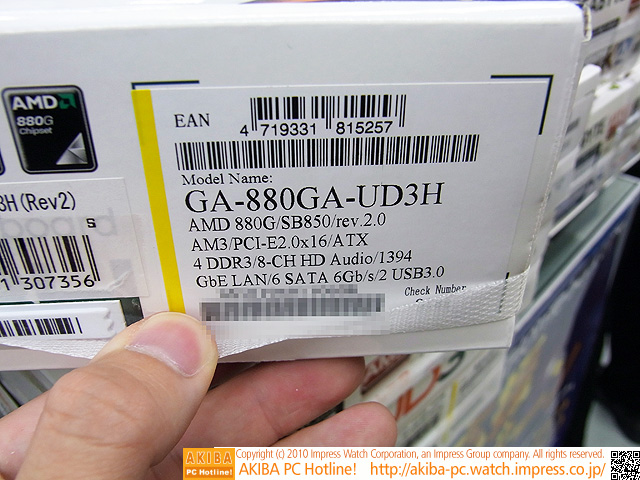 AMD
880G
Chipset
3H(Rev2)
1 307356
EAN
4 719331 815257
Model Name:
GA-880GA-UD3H
AMD 880G/SB850/rev.2.0
AM3/PCI-E2.0x16/ATX
4 DDR3/8-CH HD Audio/1394
GbE LAN/6 SATA 6Gb/s/2 USB3.0
Check Number
AKIBA
PC Hotline!
Copyright (c) 2010 Impress Watch Corporation, an Impress Group company. All rights reserved.
AKIBA PC Hotline! http://akiba-pc.watch.impress.co.jp/